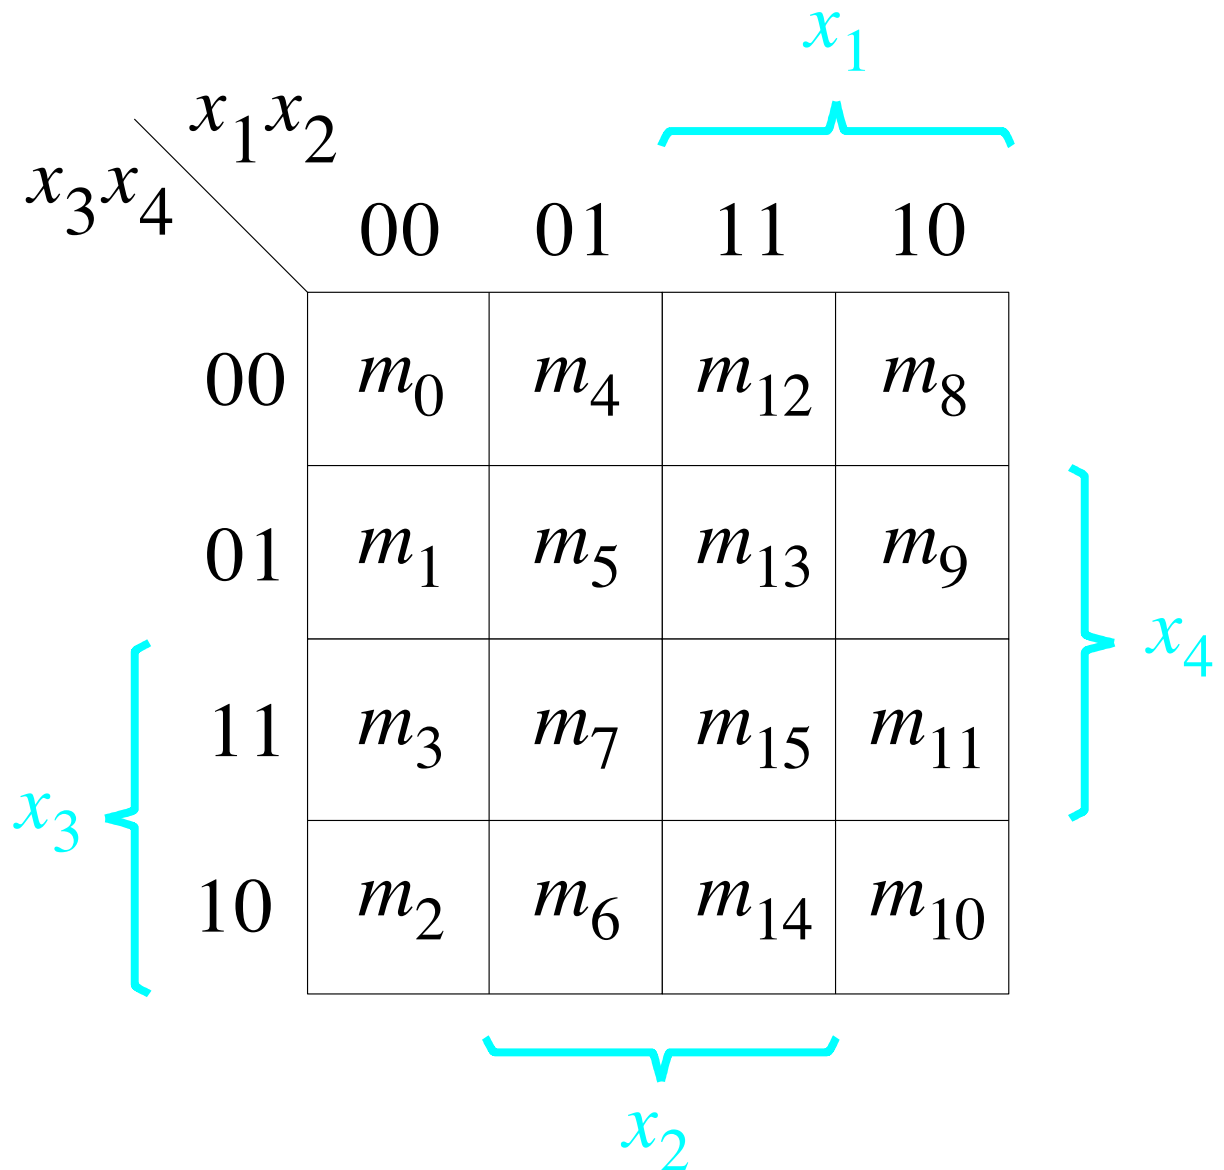 x₁
x₁x₂
x₃x₄
00 01 11 10
00 m₀ m₄ m₁₂ m₈
01 m₁ m₅ m₁₃ m₉
x₄
11 m₃ m₇ m₁₅ m₁₁
x₃
10 m₂ m₆ m₁₄ m₁₀
x₂